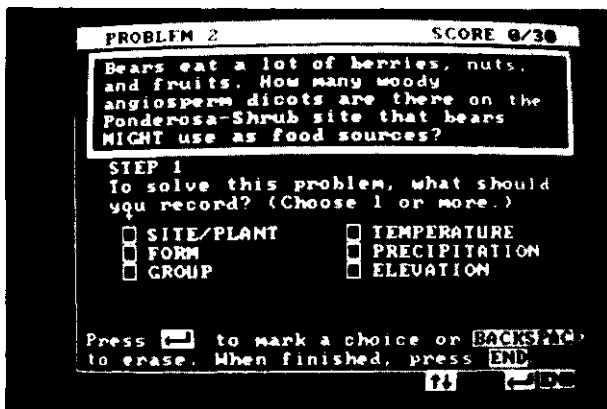 PROBLEM 2 SCORE 0/30
Bears eat a lot of berries, nuts,
and fruits. How many woody
angiosperm dicots are there on the
Ponderosa-Shrub site that bears
MIGHT use as food sources?
STEP 1
To solve this problem, what should
you record? (Choose 1 or more.)
SITE/PLANT TEMPERATURE
FORM PRECIPITATION
GROUP ELEVATION
Press to mark a choice or
to erase. When finished, press END